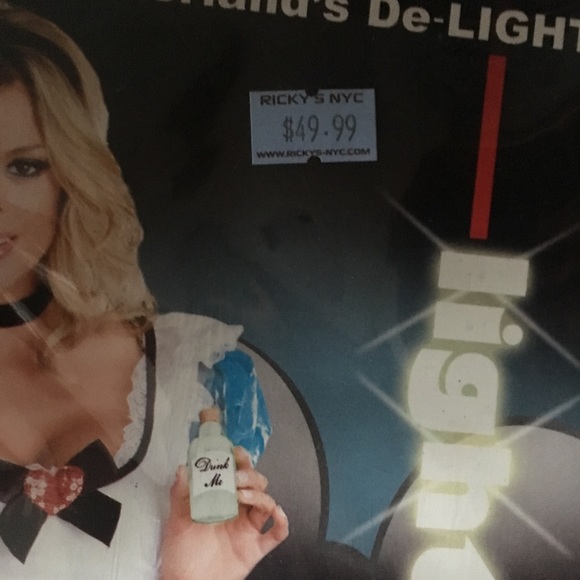 De-LIGHT
RICKY'S NYC
$49.99
WWW.RICKYS-NYC.COM
light
Drink
Me